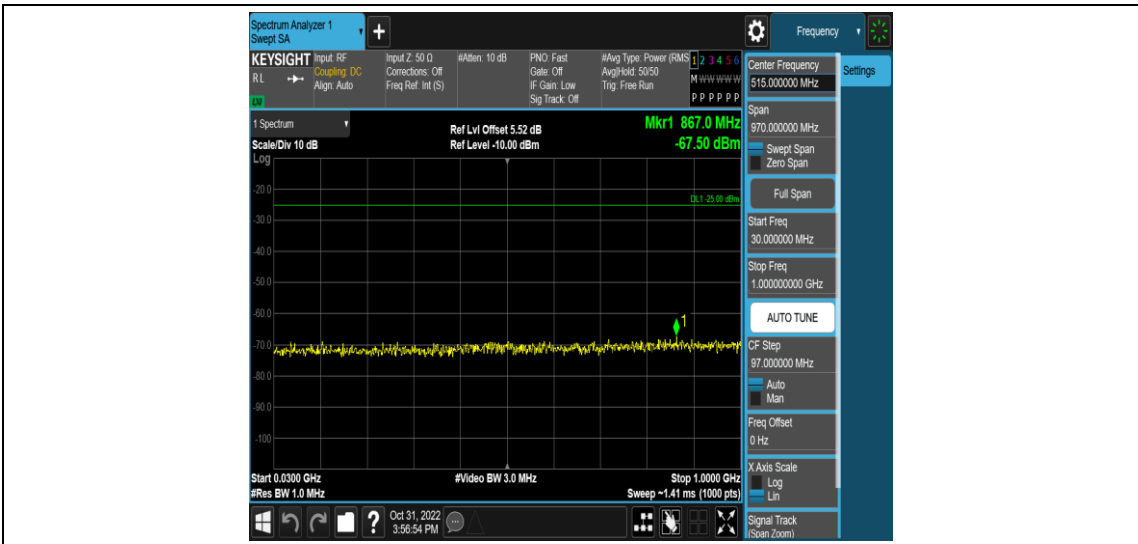 Spectrum Analyzer 1
Swept SA
+
Frequency
KEYSIGHT
RL
LXI
Input: RF
Coupling: DC
Align: Auto
Input Z: 50 Ω
Corrections: Off
Freq Ref: Int (S)
#Atten: 10 dB
PNO: Fast
Gate: Off
IF Gain: Low
Sig Track: Off
#Avg Type: Power (RMS
Avg|Hold: 50/50
Trig: Free Run
1 2 3 4 5 6
M W W W W W
P P P P P P
Center Frequency
515.000000 MHz
Settings
Span
970.000000 MHz
Swept Span
Zero Span
Full Span
Start Freq
30.000000 MHz
Stop Freq
1.000000000 GHz
AUTO TUNE
CF Step
97.000000 MHz
Auto
Man
Freq Offset
0 Hz
X Axis Scale
Log
Lin
Signal Track
(Span Zoom)
1 Spectrum
Scale/Div 10 dB
Log
Ref Lvl Offset 5.52 dB
Ref Level -10.00 dBm
Mkr1 867.0 MHz
-67.50 dBm
DL1 -25.00 dBm
-20.0
-30.0
-40.0
-50.0
-60.0
-70.0
-80.0
-90.0
-100
1
Start 0.0300 GHz
#Res BW 1.0 MHz
#Video BW 3.0 MHz
Stop 1.0000 GHz
Sweep ~1.41 ms (1000 pts)
?
Oct 31, 2022
3:56:54 PM